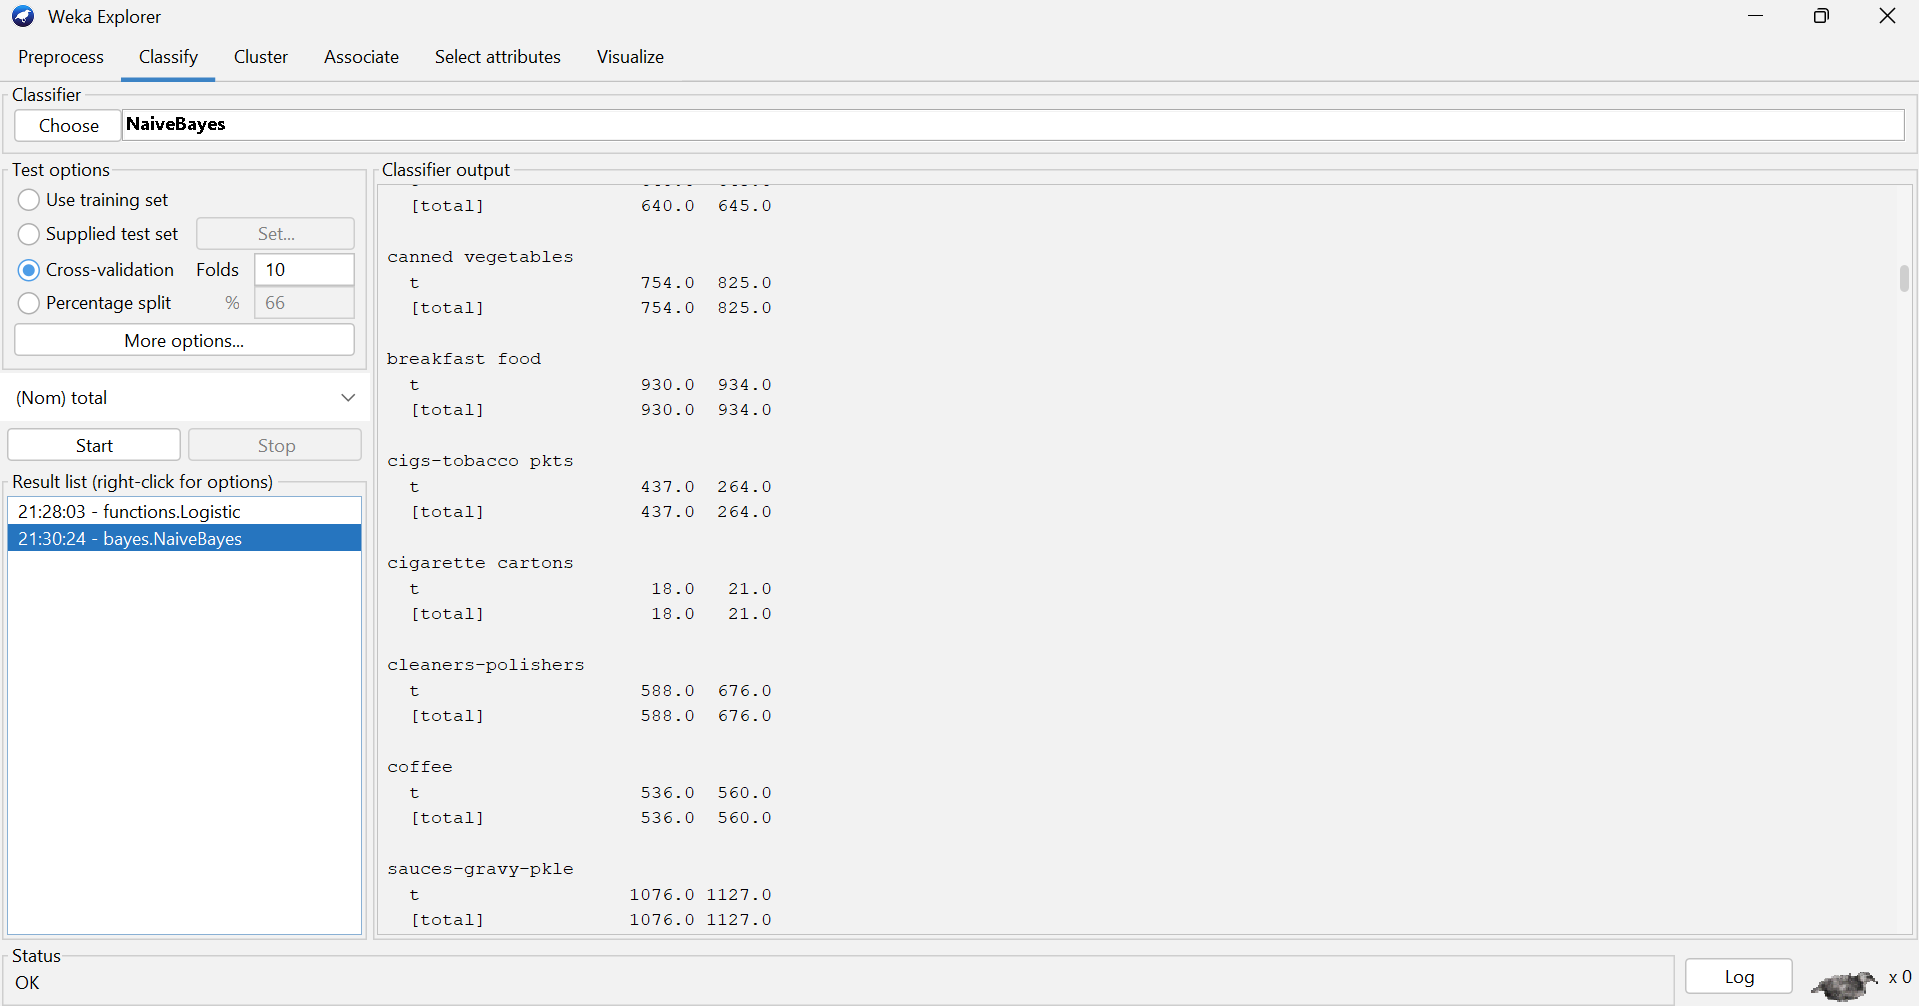 Weka Explorer
Preprocess Classify Cluster Associate Select attributes Visualize
Classifier
Choose NaiveBayes
Test options
Use training set
Supplied test set Set...
Cross-validation Folds 10
Percentage split % 66
More options...
(Nom) total
Start Stop
Result list (right-click for options)
21:28:03 - functions.Logistic
21:30:24 - bayes.NaiveBayes
Classifier output
[total] 640.0 645.0
canned vegetables
t 754.0 825.0
[total] 754.0 825.0
breakfast food
t 930.0 934.0
[total] 930.0 934.0
cigs-tobacco pkts
t 437.0 264.0
[total] 437.0 264.0
cigarette cartons
t 18.0 21.0
[total] 18.0 21.0
cleaners-polishers
t 588.0 676.0
[total] 588.0 676.0
coffee
t 536.0 560.0
[total] 536.0 560.0
sauces-gravy-pkle
t 1076.0 1127.0
[total] 1076.0 1127.0
Status
OK
Log x 0